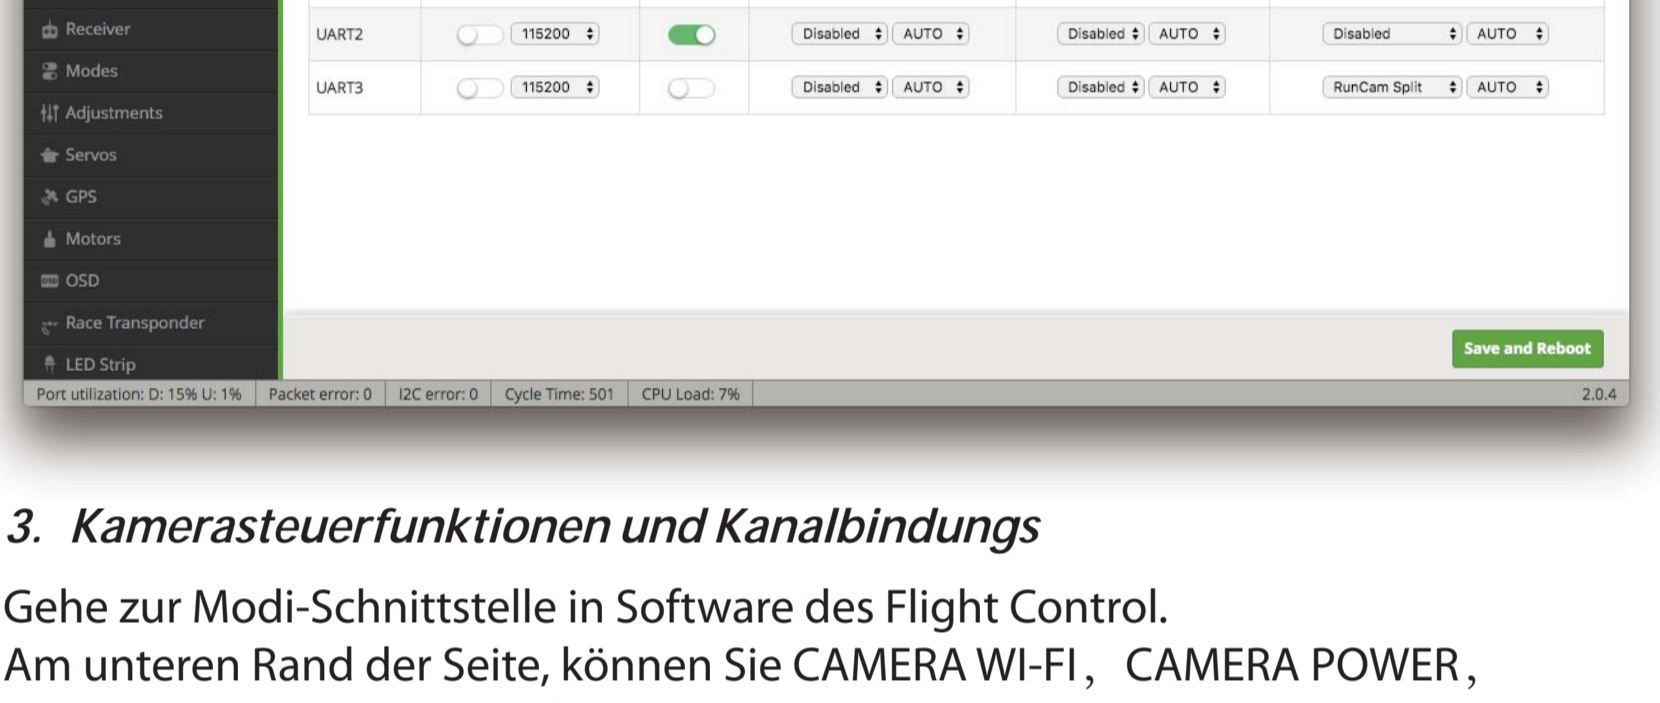 Receiver
UART2 115200 Disabled AUTO Disabled AUTO Disabled AUTO
Modes
UART3 115200 Disabled AUTO Disabled AUTO RunCam Split AUTO
Adjustments
Servos
GPS
Motors
OSD OSD
Race Transponder
Save and Reboot
LED Strip
Port utilization: D: 15% U: 1% Packet error: 0 I2C error: 0 Cycle Time: 501 CPU Load: 7% 2.0.4
3. Kamerasteuerfunktionen und Kanalbindungs
Gehe zur Modi-Schnittstelle in Software des Flight Control.
Am unteren Rand der Seite, können Sie CAMERA WI-FI，CAMERA POWER，